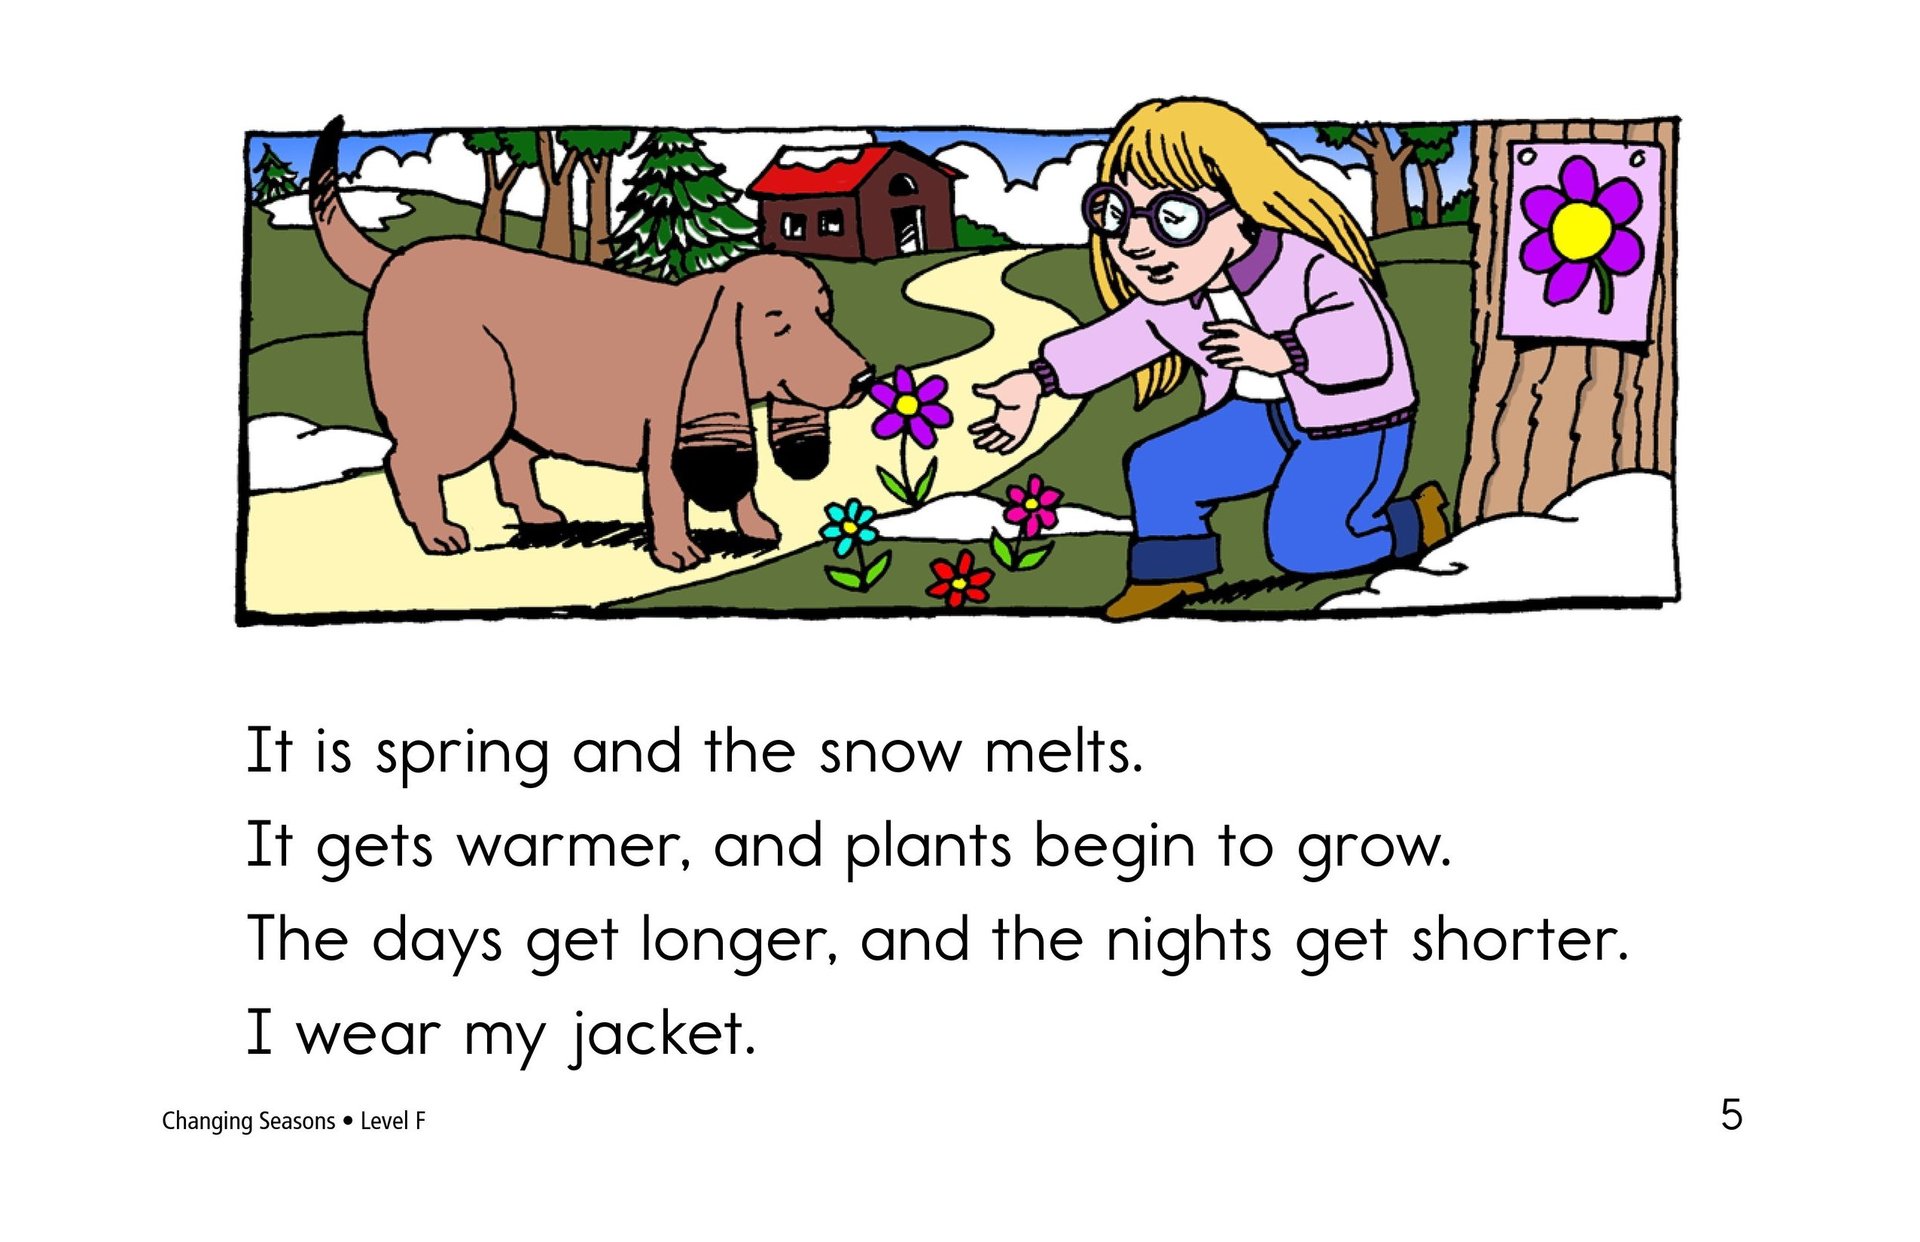 It is spring and the snow melts.
It gets warmer, and plants begin to grow.
The days get longer, and the nights get shorter.
I wear my jacket.
Changing Seasons • Level F
5